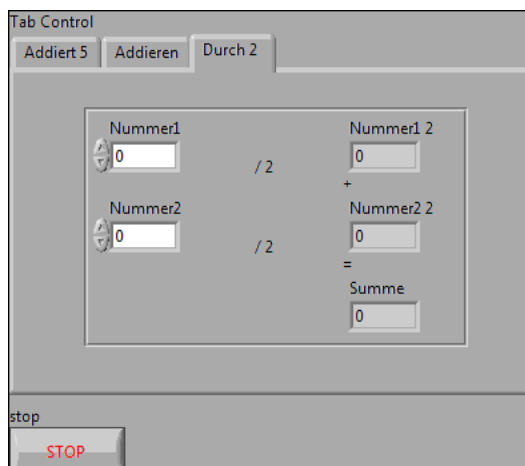 Tab Control
Addiert 5 Addieren Durch 2
Nummer1 Nummer1 2
0 / 2 0
+
Nummer2 Nummer2 2
0 / 2 0
=
Summe
0
stop
STOP